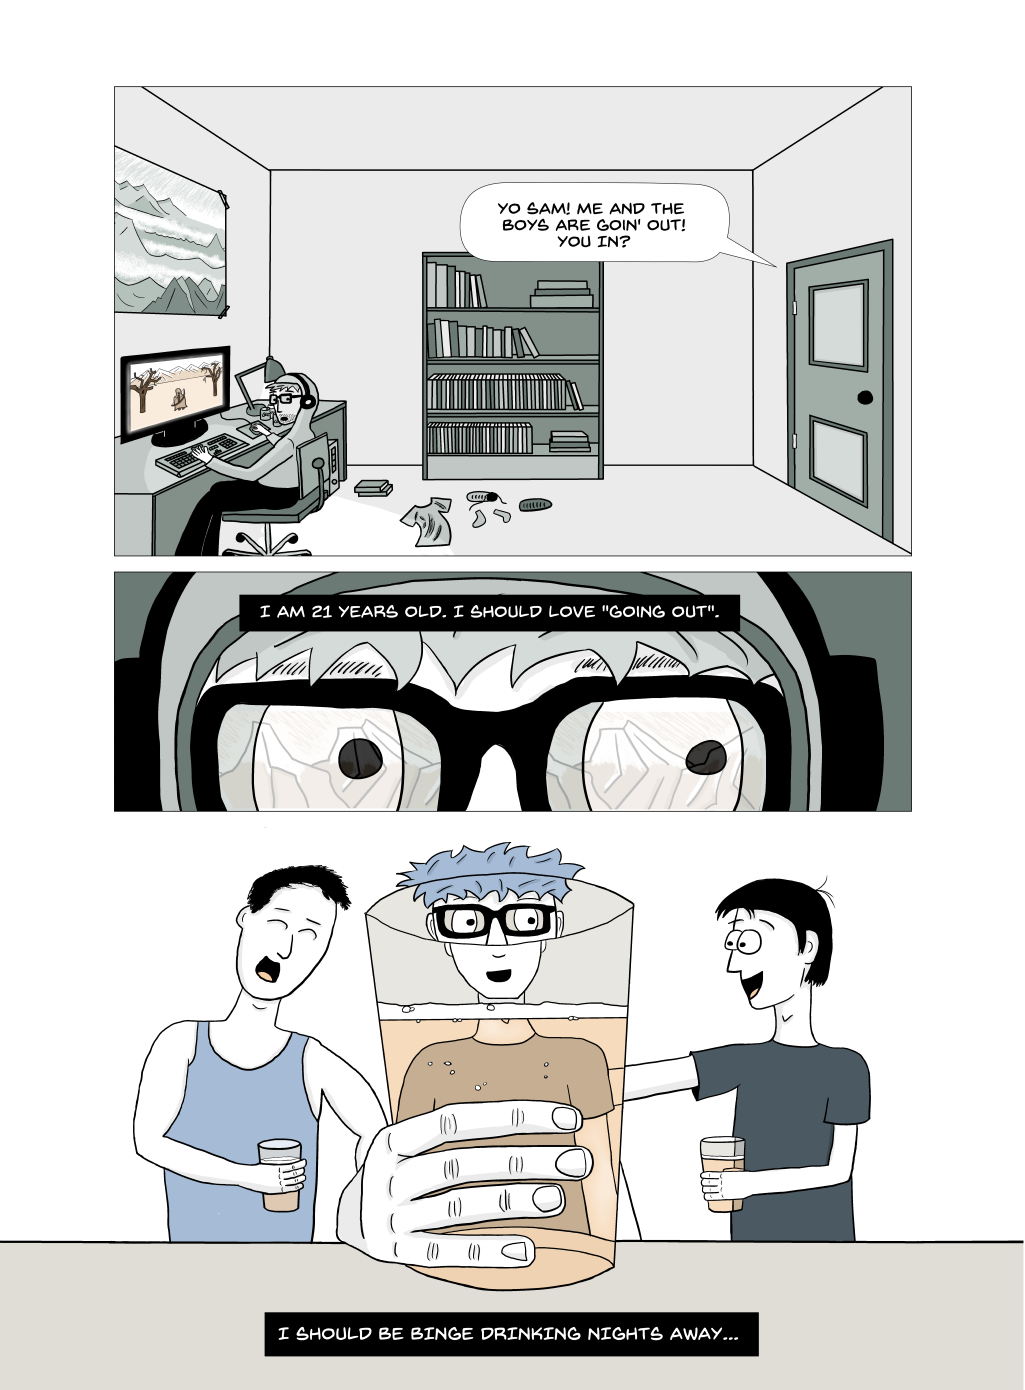 YO SAM! ME AND THE
BOYS ARE GOIN' OUT!
YOU IN?
I AM 21 YEARS OLD. I SHOULD LOVE "GOING OUT".
I SHOULD BE BINGE DRINKING NIGHTS AWAY...